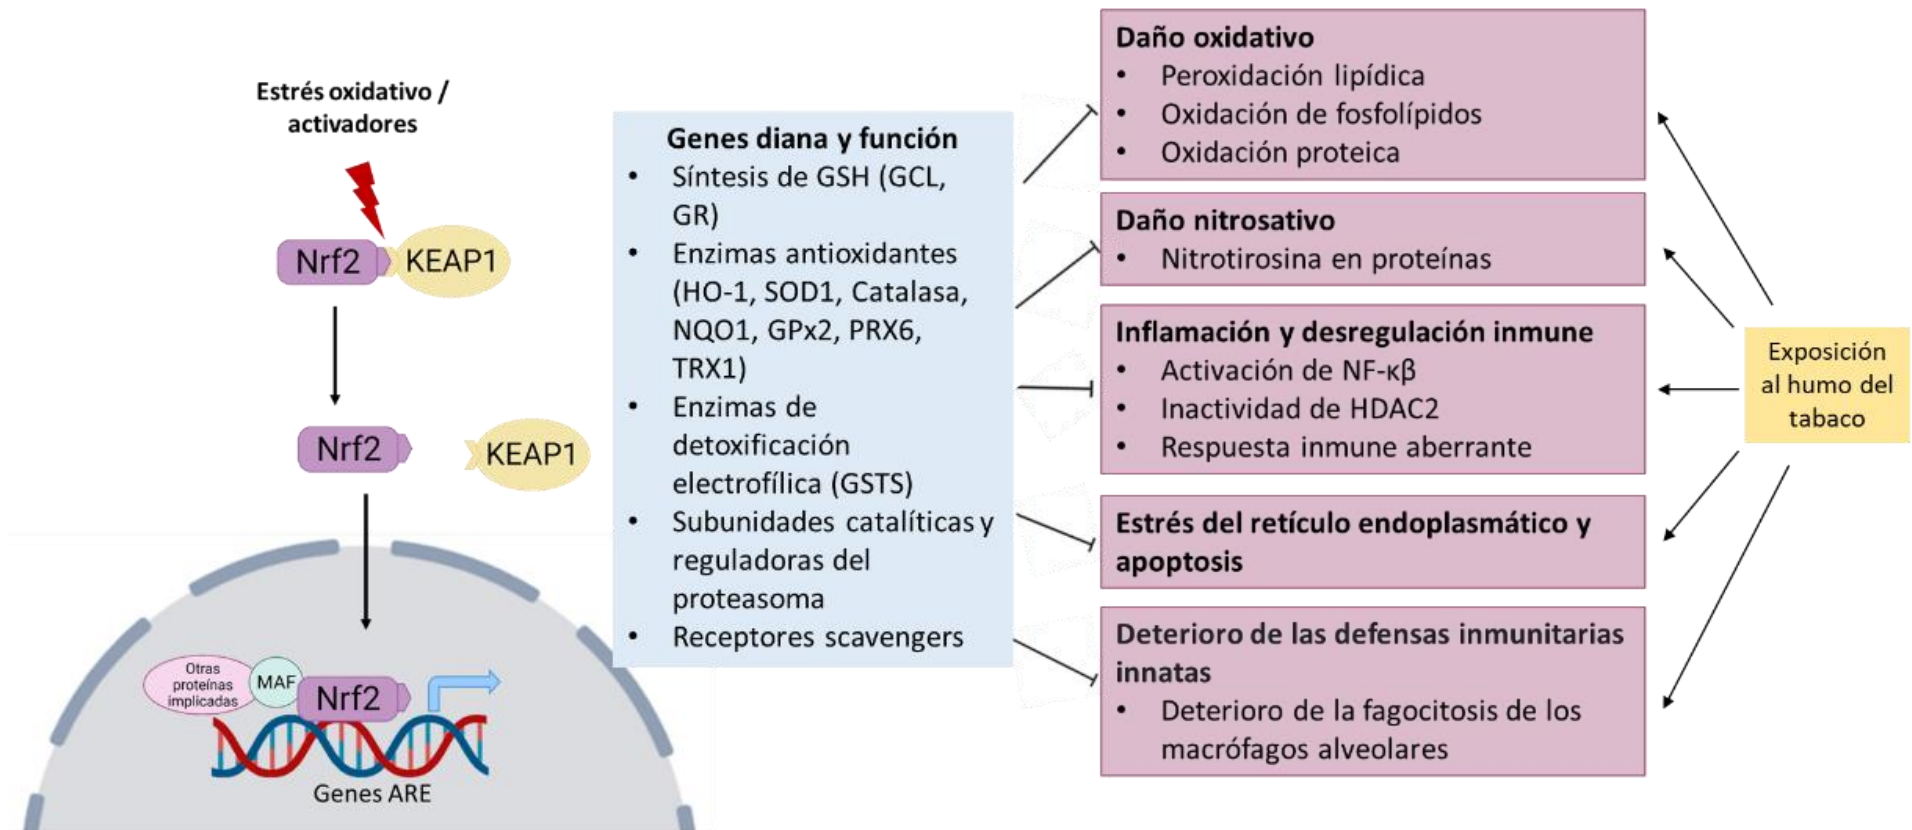 Estrés oxidativo /
activadores
Nrf2
KEAP1
Nrf2
KEAP1
Otras
proteínas
implicadas
MAF
Nrf2
Genes ARE
Genes diana y función
• Síntesis de GSH (GCL,
GR)
• Enzimas antioxidantes
(HO-1, SOD1, Catalasa,
NQO1, GPx2, PRX6,
TRX1)
• Enzimas de
detoxificación
electrofílica (GSTS)
• Subunidades catalíticas y
reguladoras del
proteasoma
• Receptores scavengers
Daño oxidativo
• Peroxidación lipídica
• Oxidación de fosfolípidos
• Oxidación proteica
Daño nitrosativo
• Nitrotirosina en proteínas
Inflamación y desregulación inmune
• Activación de NF-κβ
• Inactividad de HDAC2
• Respuesta inmune aberrante
Estrés del retículo endoplasmático y
apoptosis
Deterioro de las defensas inmunitarias
innatas
• Deterioro de la fagocitosis de los
macrófagos alveolares
Exposición
al humo del
tabaco